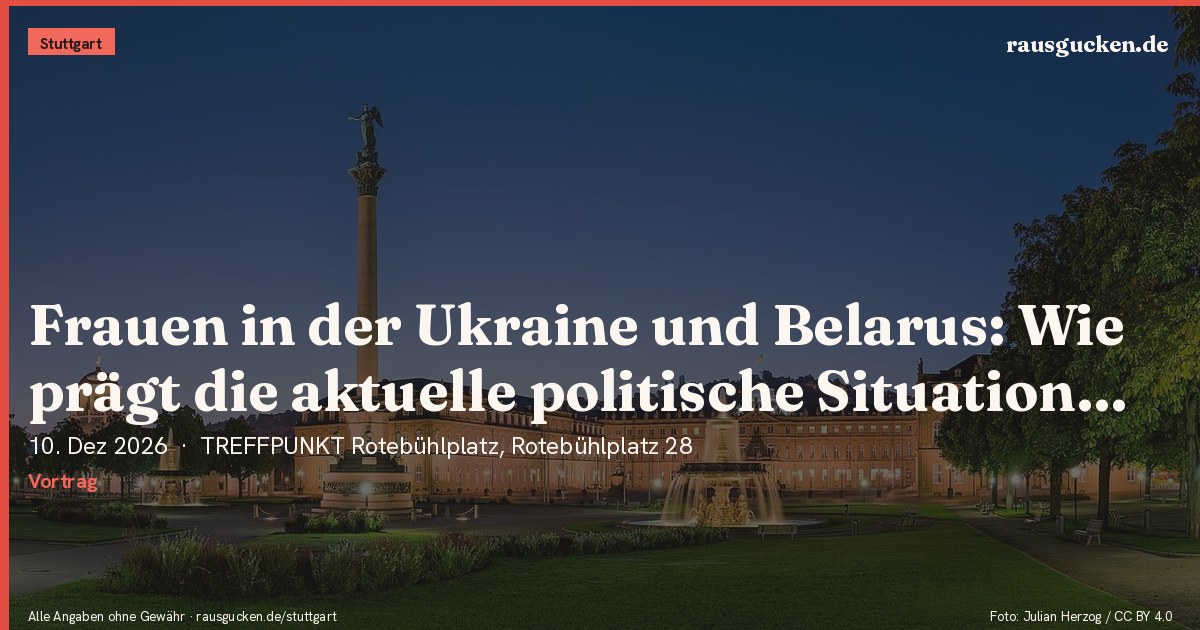 Stuttgart
rausgucken.de
Frauen in der Ukraine und Belarus: Wie
prägt die aktuelle politische Situation...
10. Dez 2026 · TREFFPUNKT Rotebühlplatz, Rotebühlplatz 28
Vortrag
Alle Angaben ohne Gewähr · rausgucken.de/stuttgart
Foto: Julian Herzog / CC BY 4.0